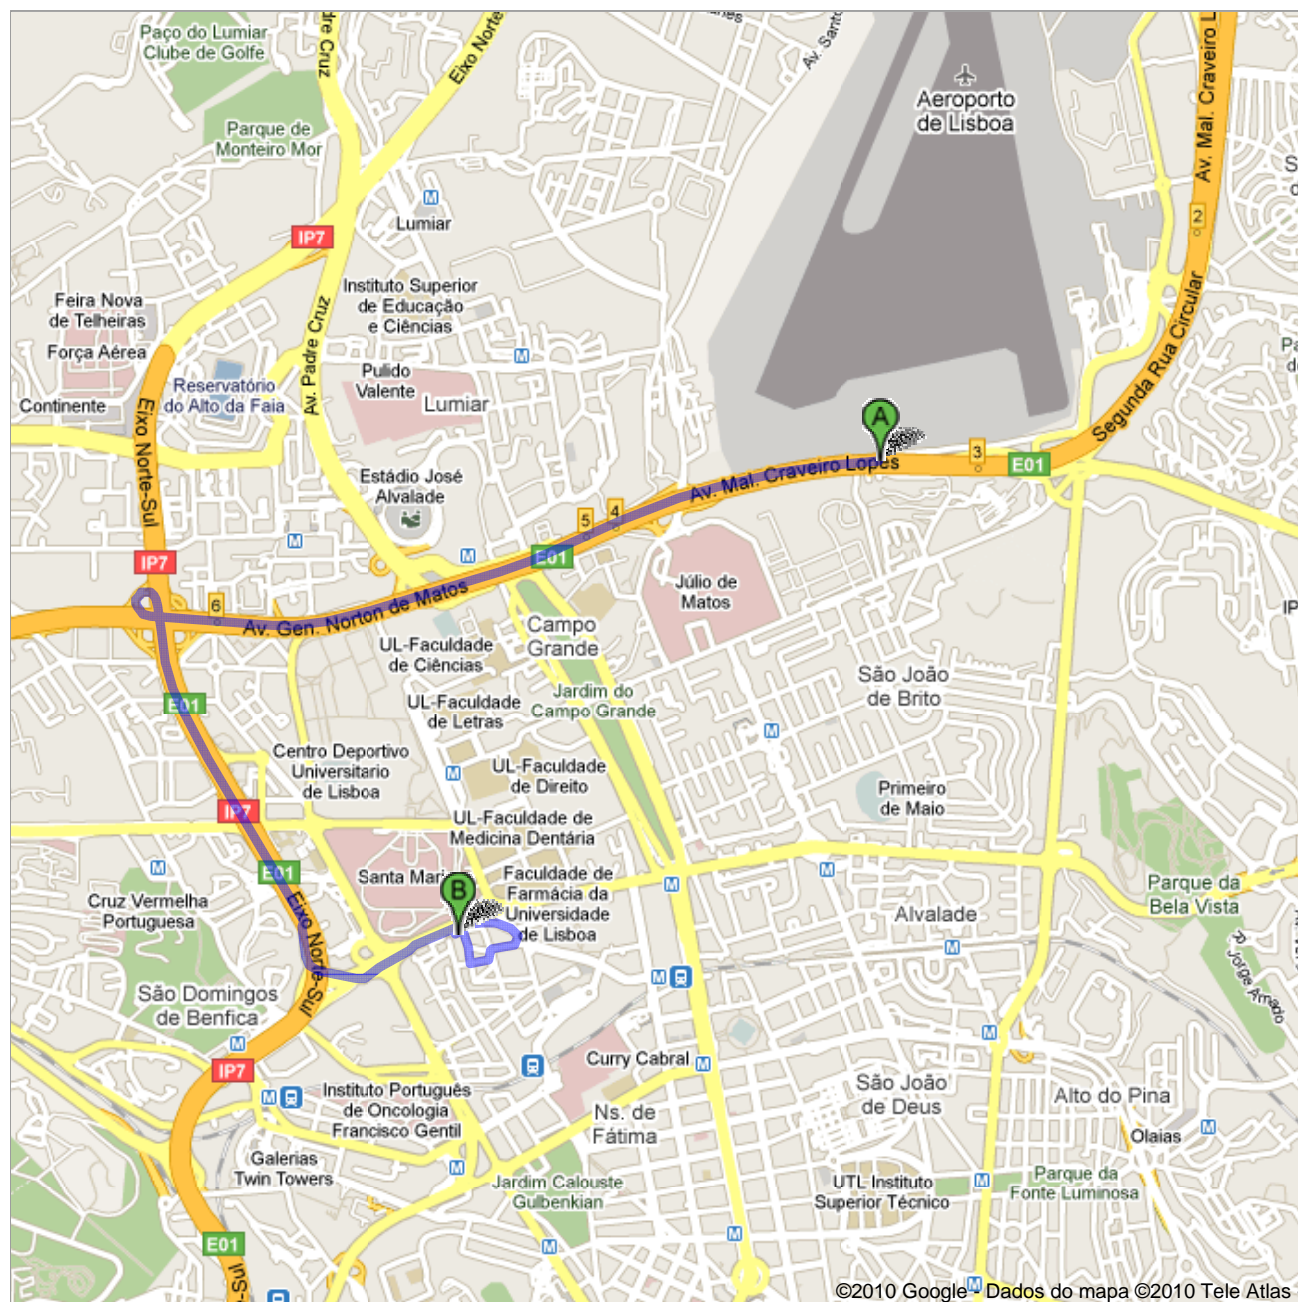 Paço do Lumiar
Clube de Golfe
Cruz
Eixo Norte
Av. Santo
Aeroporto
de Lisboa
Av. Mal. Craveiro L
Parque de
Monteiro Mor
M
Lumiar
2
IP7
Feira Nova
de Telheiras
Força Aérea
Instituto Superior
de Educação
e Ciências
Av. Padre Cruz
M
Segunda Rua Circular
Reservatório
do Alto da Faia
Continente
Pulido
Valente
Lumiar
A
Eixo Norte-Sul
Estádio José
Alvalade
Av. Mal. Craveiro Lopes
3
E01
5
4
M
M
E01
IP7
Júlio de
Matos
6
Av. Gen. Norton de Matos
Campo
Grande
IP
UL-Faculdade
de Ciências
São João
de Brito
E01
UL-Faculdade
de Letras
Jardim do
Campo Grande
M
Centro Deportivo
Universitario
de Lisboa
M
UL-Faculdade
de Direito
Primeiro
de Maio
IP7
UL-Faculdade de
Medicina Dentária
M
E01
Santa Mari
B
Faculdade de
Farmácia da
Universidade
de Lisboa
M
M
Parque da
Bela Vista
Cruz Vermelha
Portuguesa
Eixo Norte-Sul
Alvalade
M
R. Jorge Amado
M
São Domingos
de Benfica
M
M
IP7
Curry Cabral
M
M
Instituto Português
de Oncologia
Francisco Gentil
São João
de Deus
Alto do Pina
Ns. de
Fátima
Olaias
M
Galerias
Twin Towers
M
Jardim Calouste
Gulbenkian
UTL Instituto
Superior Técnico
M
Parque da
Fonte Luminosa
E01
M
M
-Sul
M
©2010 Google - Dados do mapa ©2010 Tele Atlas